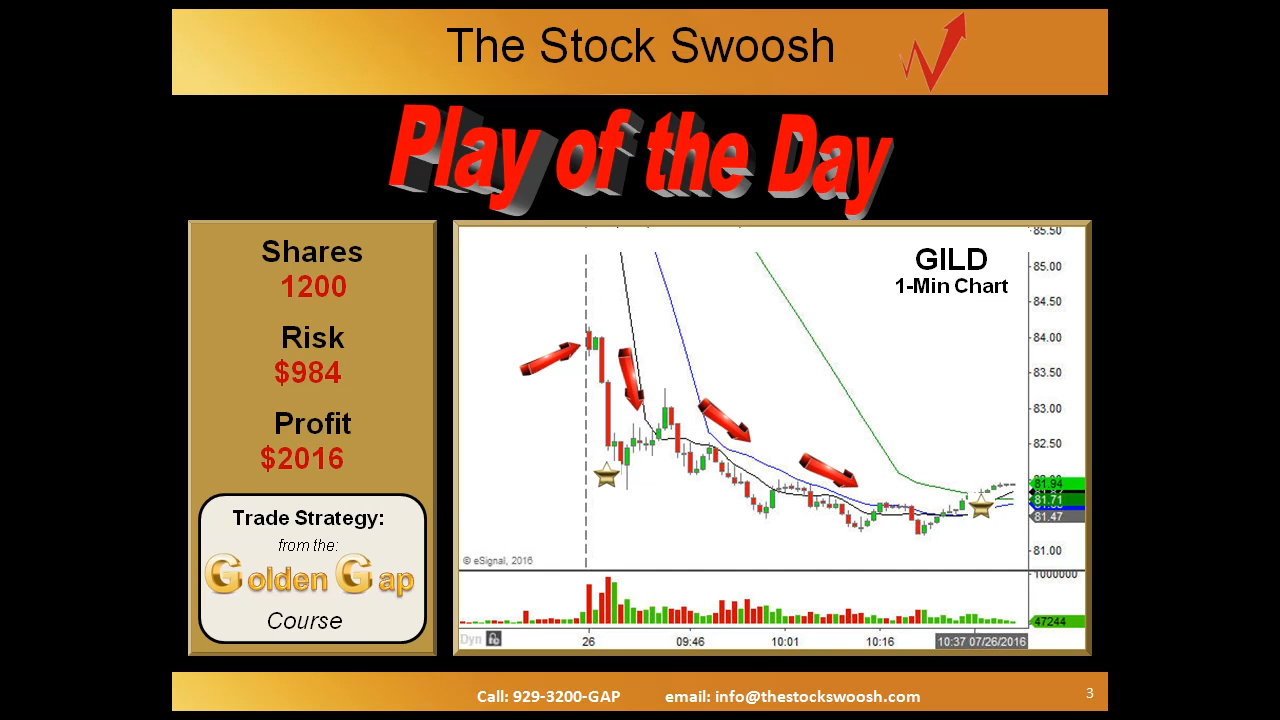 The Stock Swoosh
Play of the Day
Shares
1200
Risk
$984
Profit
$2016
Trade Strategy:
from the:
Golden Gap
Course
GILD
1-Min Chart
85.50
85.00
84.50
84.00
83.50
83.00
82.50
81.94
81.71
81.47
81.00
© eSignal, 2016
1000000
47244
Dyn
26 09:46 10:01 10:16 10:37 07/26/2016
Call: 929-3200-GAP email: info@thestockswoosh.com
3